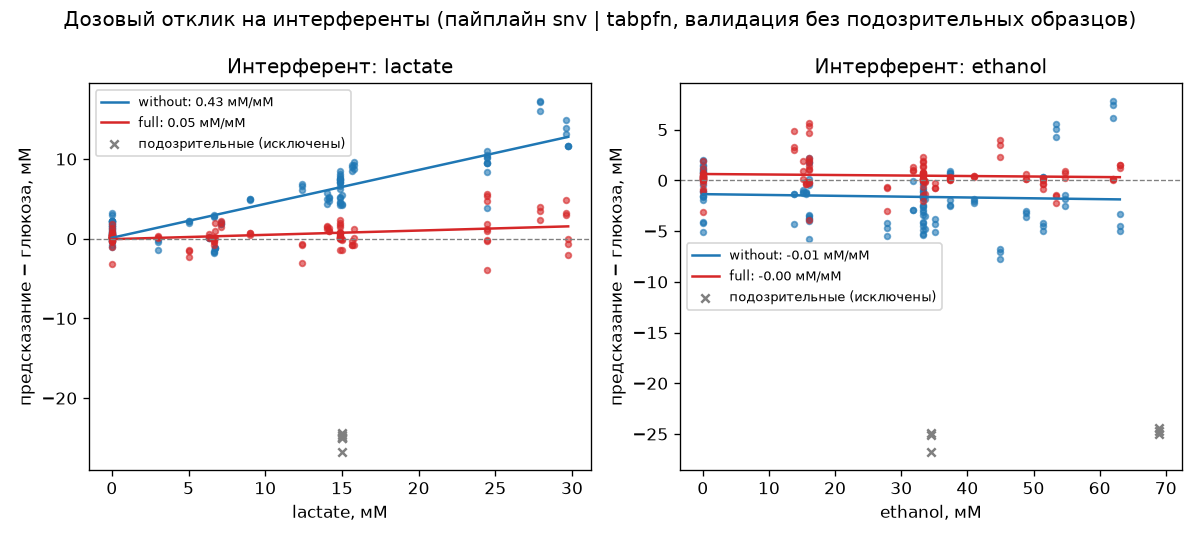 Дозовый отклик на интерференты (пайплайн snv | tabpfn, валидация без подозрительных образцов)
Интерферент: lactate
without: 0.43 мМ/мМ
full: 0.05 мМ/мМ
подозрительные (исключены)
предсказание − глюкоза, мМ
10
0
−10
−20
0 5 10 15 20 25 30
lactate, мМ
Интерферент: ethanol
without: -0.01 мМ/мМ
full: -0.00 мМ/мМ
подозрительные (исключены)
предсказание − глюкоза, мМ
5
0
−5
−10
−15
−20
−25
0 10 20 30 40 50 60 70
ethanol, мМ